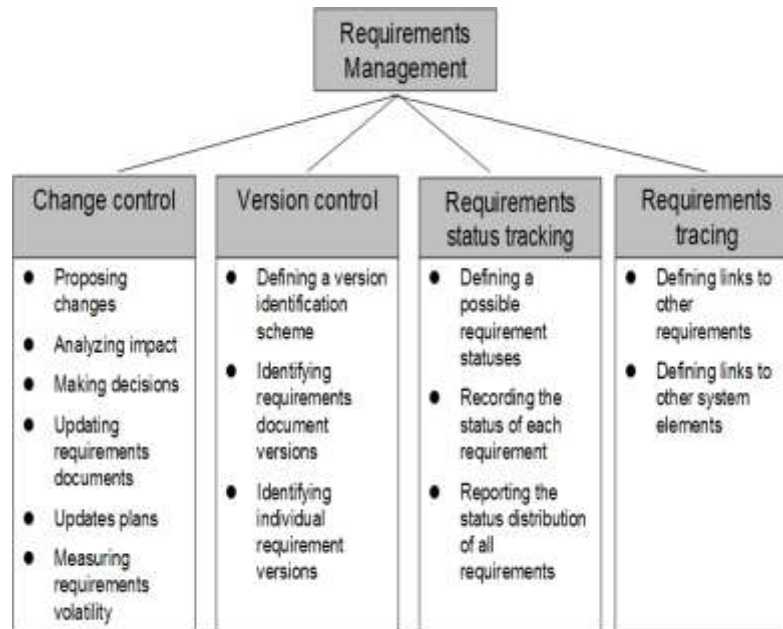 Requirements
Management
Change control
● Proposing
changes
● Analyzing impact
● Making decisions
● Updating
requirements
documents
● Updates plans
● Measuring
requirements
volatility
Version control
● Defining a version
identification
scheme
● Identifying
requirements
document
versions
● Identifying
individual
requirement
versions
Requirements
status tracking
● Defining a
possible
requirement
statuses
● Recording the
status of each
requirement
● Reporting the
status distribution
of all
requirements
Requirements
tracing
● Defining links to
other
requirements
● Defining links to
other system
elements